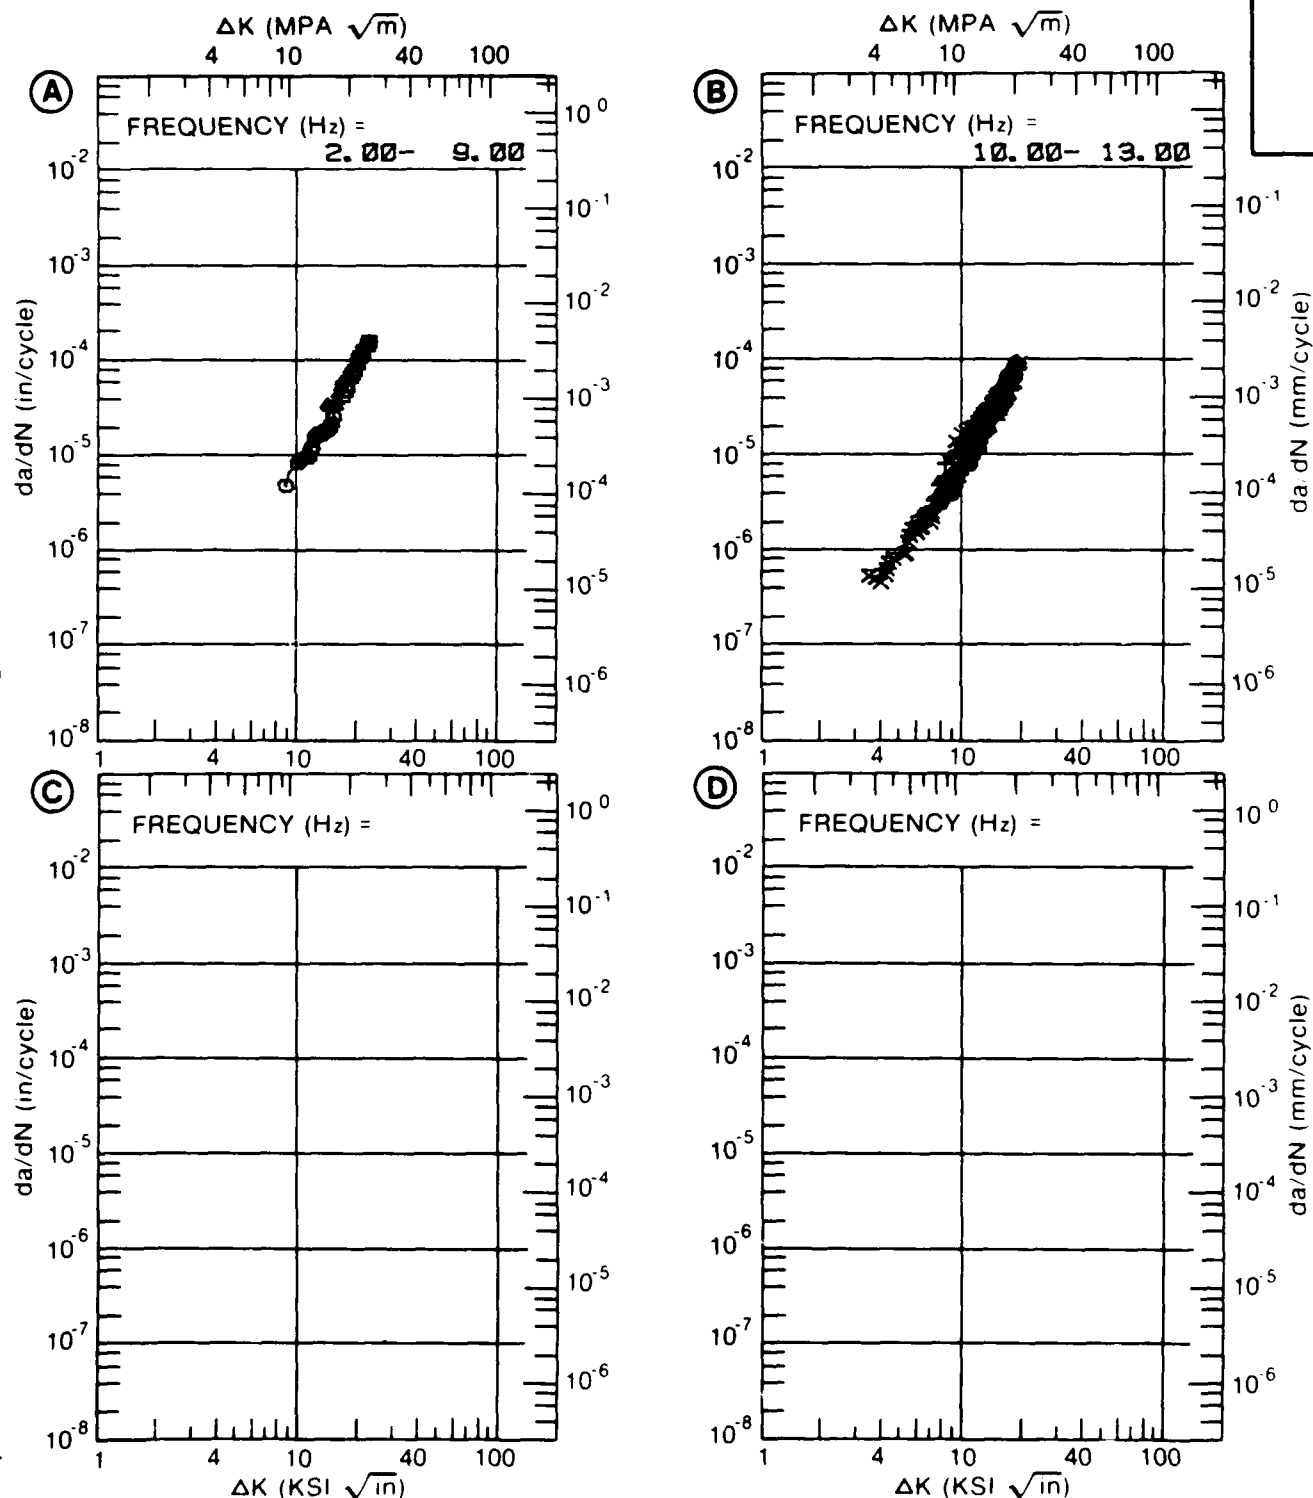 ΔK (MPA √m)
4 10 40 100
A
FREQUENCY (Hz) =
2.00- 9.00
10⁻² 10⁻³ 10⁻⁴ 10⁻⁵ 10⁻⁶ 10⁻⁷ 10⁻⁸
da/dN (in/cycle)
10⁰ 10⁻¹ 10⁻² 10⁻³ 10⁻⁴ 10⁻⁵ 10⁻⁶
1 4 10 40 100
ΔK (MPA √m)
4 10 40 100
B
FREQUENCY (Hz) =
10.00- 13.00
10⁻² 10⁻³ 10⁻⁴ 10⁻⁵ 10⁻⁶ 10⁻⁷ 10⁻⁸
10⁻¹ 10⁻² 10⁻³ 10⁻⁴ 10⁻⁵ 10⁻⁶
da/dN (mm/cycle)
1 4 10 40 100
C
FREQUENCY (Hz) =
10⁻² 10⁻³ 10⁻⁴ 10⁻⁵ 10⁻⁶ 10⁻⁷ 10⁻⁸
da/dN (in/cycle)
10⁰ 10⁻¹ 10⁻² 10⁻³ 10⁻⁴ 10⁻⁵ 10⁻⁶
1 4 10 40 100
ΔK (KSI √in)
D
FREQUENCY (Hz) =
10⁻² 10⁻³ 10⁻⁴ 10⁻⁵ 10⁻⁶ 10⁻⁷ 10⁻⁸
10⁰ 10⁻¹ 10⁻² 10⁻³ 10⁻⁴ 10⁻⁵ 10⁻⁶
da/dN (mm/cycle)
1 4 10 40 100
ΔK (KSI √in)